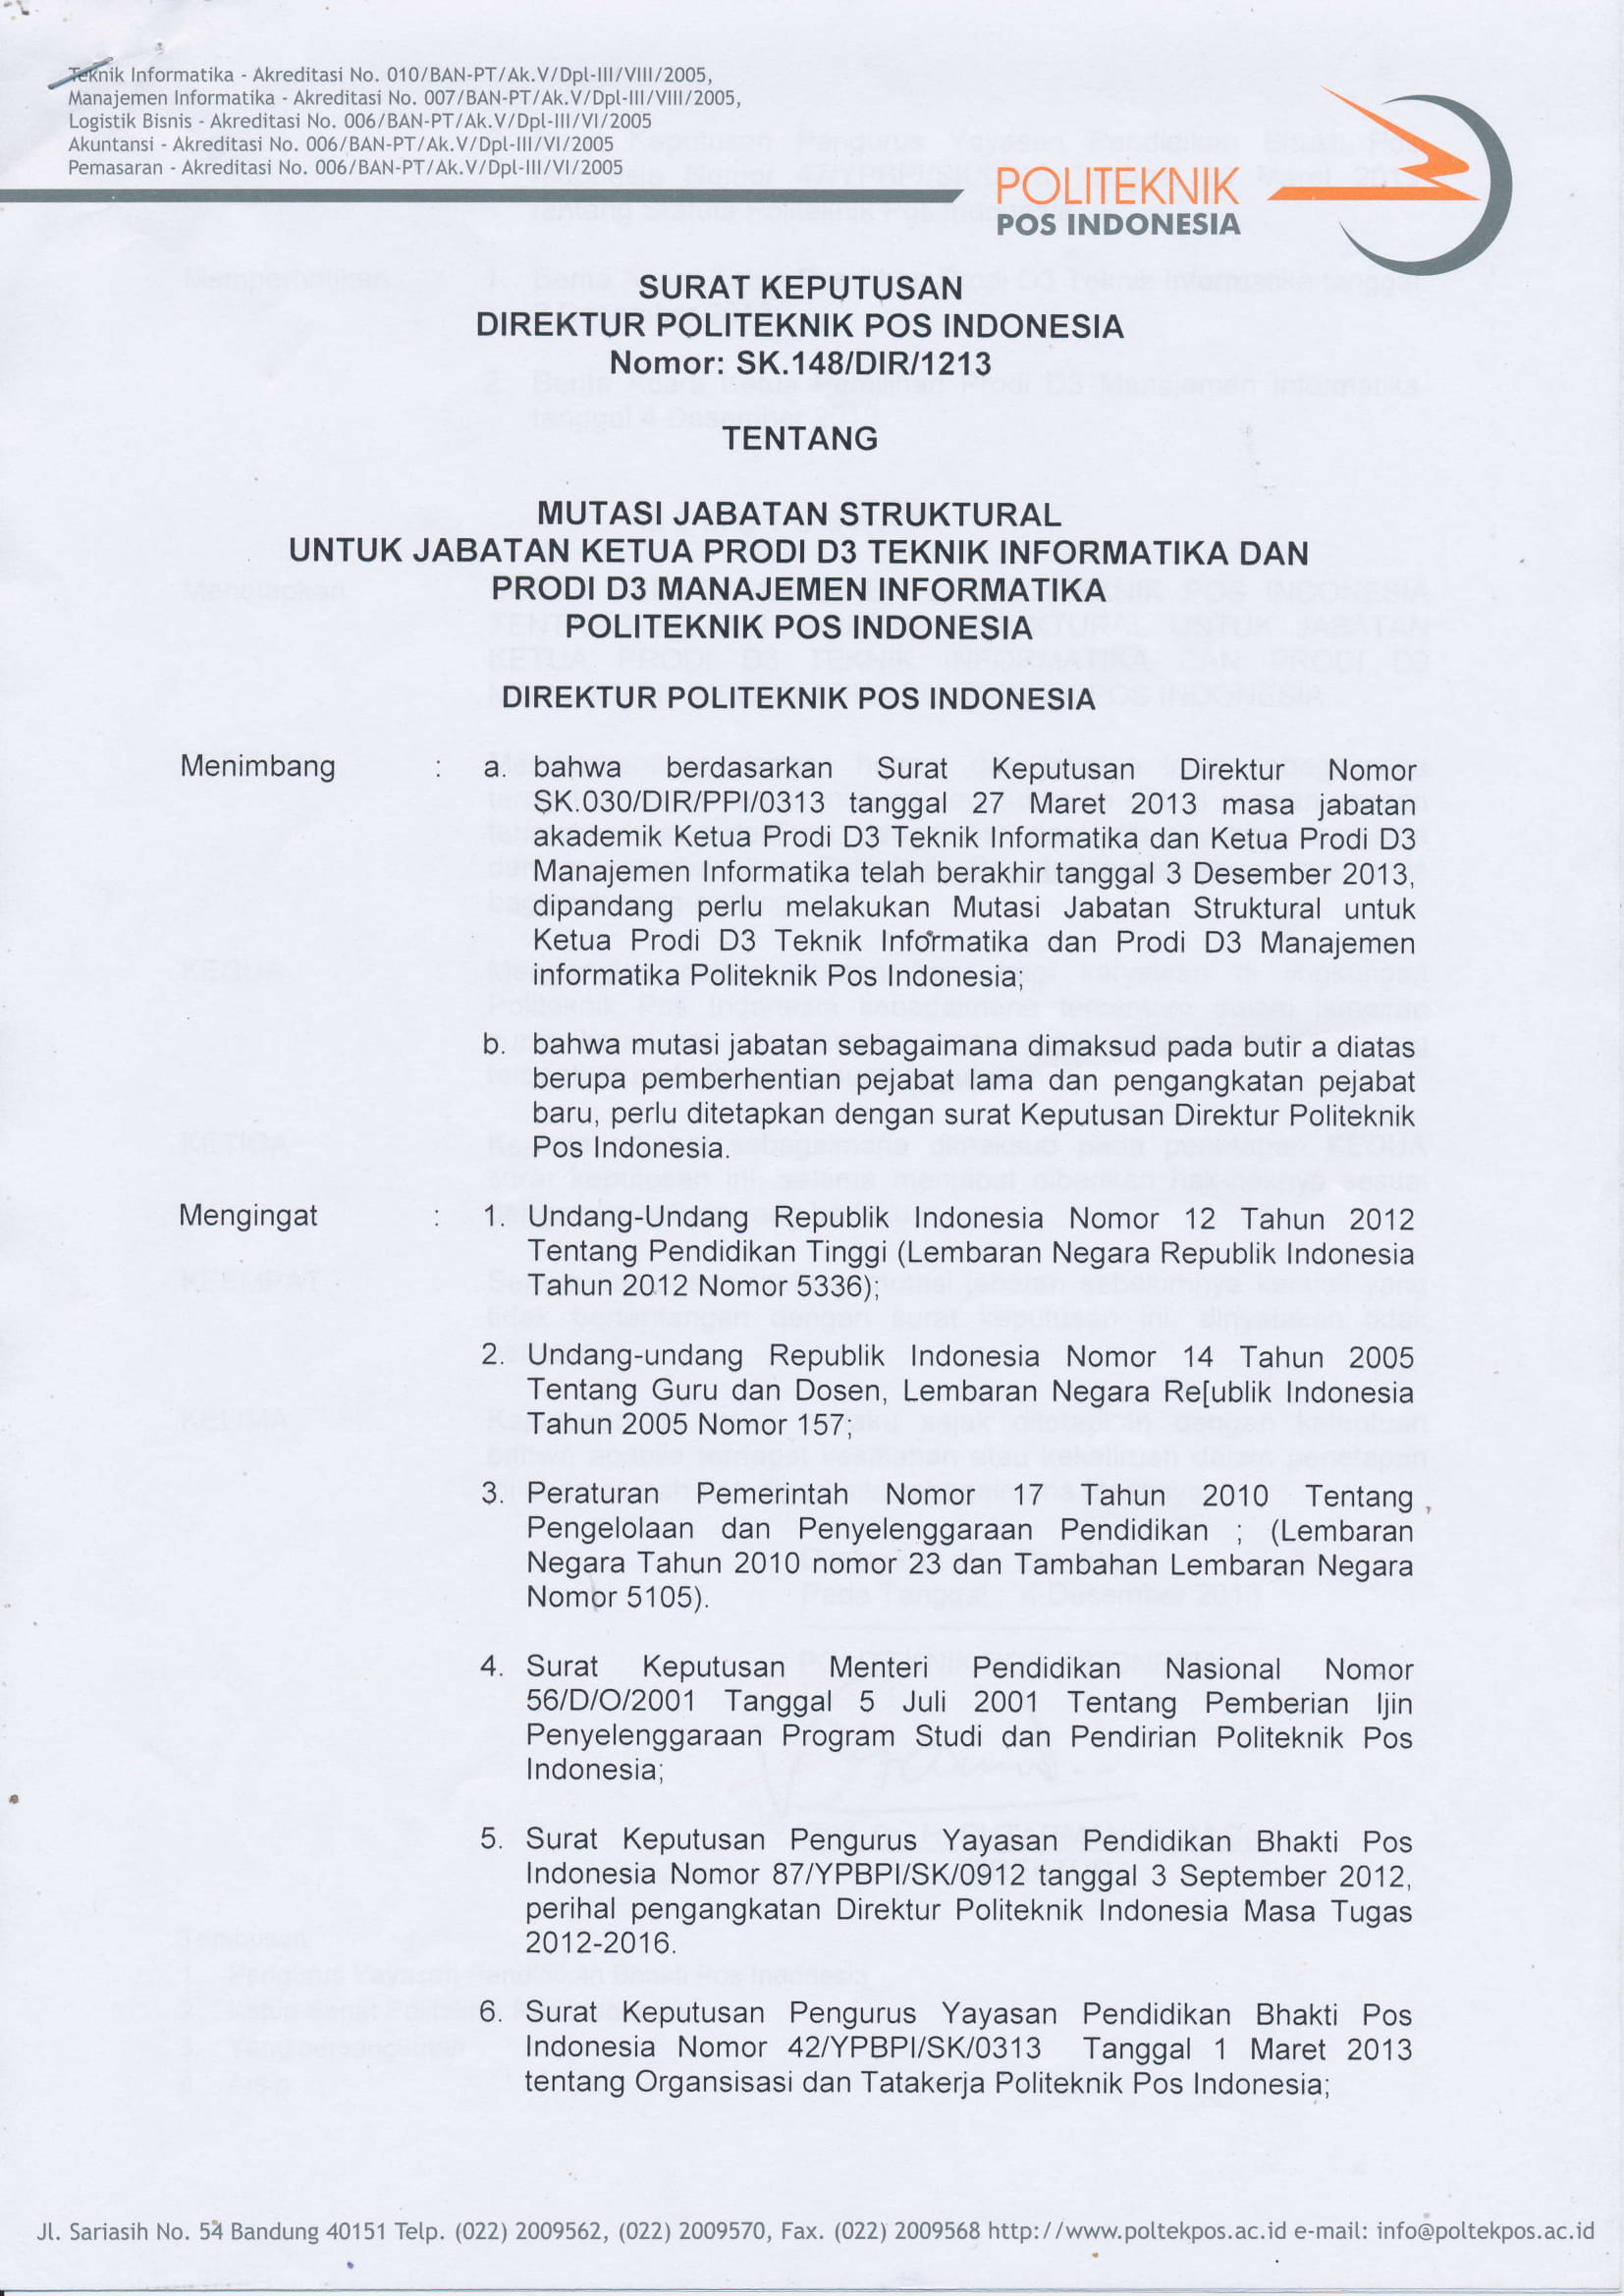 Teknik Informatika - Akreditasi No. 010/BAN-PT/Ak.V/Dpl-III/VIII/2005,
Manajemen Informatika - Akreditasi No. 007/BAN-PT/Ak.V/Dpl-III/VIII/2005,
Logistik Bisnis - Akreditasi No. 006/BAN-PT/Ak.V/Dpl-III/VI/2005
Akuntansi - Akreditasi No. 006/BAN-PT/Ak.V/Dpl-III/VI/2005
Pemasaran - Akreditasi No. 006/BAN-PT/Ak.V/Dpl-III/VI/2005
POLITEKNIK
POS INDONESIA
SURAT KEPUTUSAN
DIREKTUR POLITEKNIK POS INDONESIA
Nomor: SK.148/DIR/1213
TENTANG
MUTASI JABATAN STRUKTURAL
UNTUK JABATAN KETUA PRODI D3 TEKNIK INFORMATIKA DAN
PRODI D3 MANAJEMEN INFORMATIKA
POLITEKNIK POS INDONESIA
DIREKTUR POLITEKNIK POS INDONESIA
Menimbang : a. bahwa berdasarkan Surat Keputusan Direktur Nomor
SK.030/DIR/PPI/0313 tanggal 27 Maret 2013 masa jabatan
akademik Ketua Prodi D3 Teknik Informatika dan Ketua Prodi D3
Manajemen Informatika telah berakhir tanggal 3 Desember 2013,
dipandang perlu melakukan Mutasi Jabatan Struktural untuk
Ketua Prodi D3 Teknik Informatika dan Prodi D3 Manajemen
informatika Politeknik Pos Indonesia;
b. bahwa mutasi jabatan sebagaimana dimaksud pada butir a diatas
berupa pemberhentian pejabat lama dan pengangkatan pejabat
baru, perlu ditetapkan dengan surat Keputusan Direktur Politeknik
Pos Indonesia.
Mengingat : 1. Undang-Undang Republik Indonesia Nomor 12 Tahun 2012
Tentang Pendidikan Tinggi (Lembaran Negara Republik Indonesia
Tahun 2012 Nomor 5336);
2. Undang-undang Republik Indonesia Nomor 14 Tahun 2005
Tentang Guru dan Dosen, Lembaran Negara Re[ublik Indonesia
Tahun 2005 Nomor 157;
3. Peraturan Pemerintah Nomor 17 Tahun 2010 Tentang
Pengelolaan dan Penyelenggaraan Pendidikan ; (Lembaran
Negara Tahun 2010 nomor 23 dan Tambahan Lembaran Negara
Nomor 5105).
4. Surat Keputusan Menteri Pendidikan Nasional Nomor
56/D/O/2001 Tanggal 5 Juli 2001 Tentang Pemberian Ijin
Penyelenggaraan Program Studi dan Pendirian Politeknik Pos
Indonesia;
5. Surat Keputusan Pengurus Yayasan Pendidikan Bhakti Pos
Indonesia Nomor 87/YPBPI/SK/0912 tanggal 3 September 2012,
perihal pengangkatan Direktur Politeknik Indonesia Masa Tugas
2012-2016.
6. Surat Keputusan Pengurus Yayasan Pendidikan Bhakti Pos
Indonesia Nomor 42/YPBPI/SK/0313 Tanggal 1 Maret 2013
tentang Organsisasi dan Tatakerja Politeknik Pos Indonesia;
Jl. Sariasih No. 54 Bandung 40151 Telp. (022) 2009562, (022) 2009570, Fax. (022) 2009568 http://www.poltekpos.ac.id e-mail: info@poltekpos.ac.id